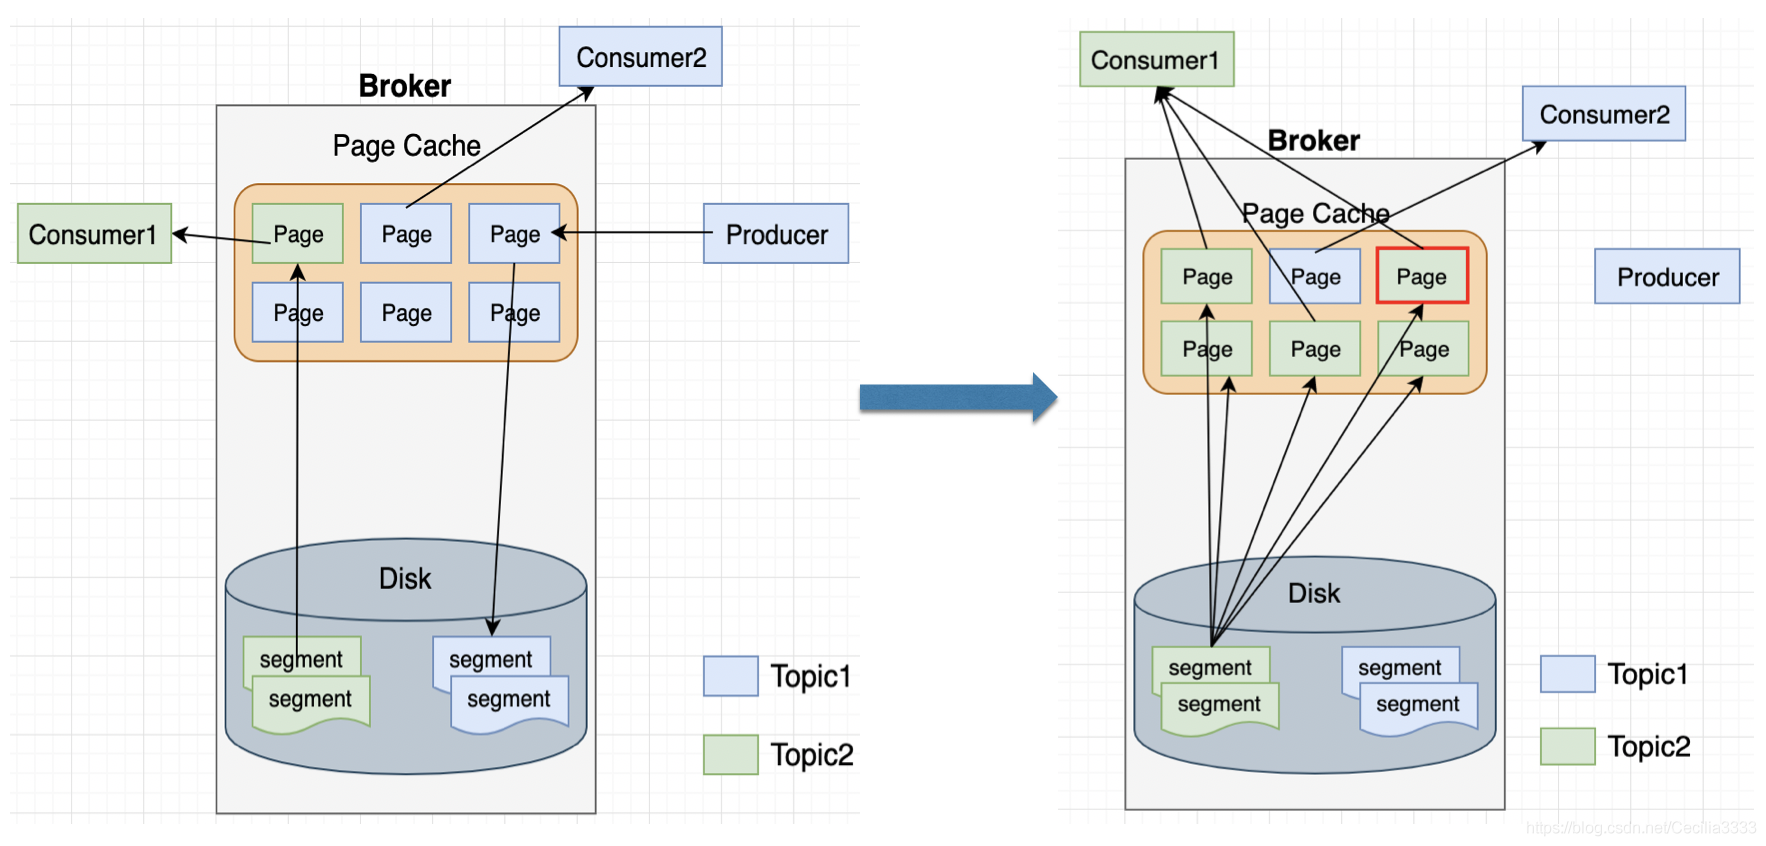 Consumer2
Broker
Page Cache
Consumer1
Page
Page
Page
Producer
Page
Page
Page
Disk
segment
segment
segment
segment
Topic1
Topic2
Consumer1
Consumer2
Broker
Page Cache
Page
Page
Page
Producer
Page
Page
Page
Disk
segment
segment
segment
segment
Topic1
Topic2
https://blog.csdn.net/Cecilia3333